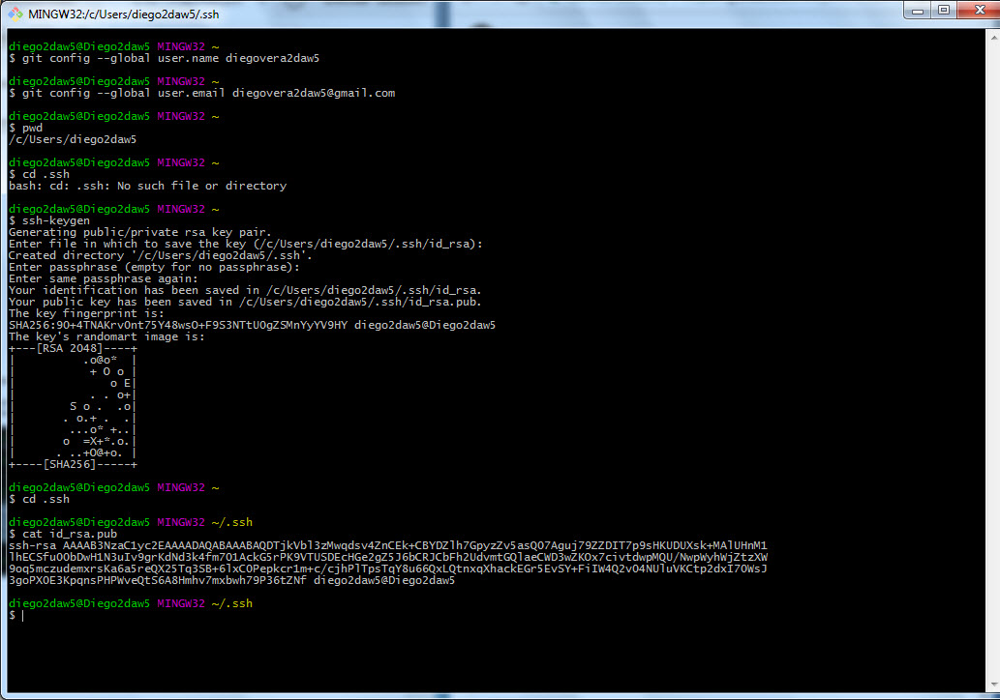 MINGW32:/c/Users/diego2daw5/.ssh
diego2daw5@Diego2daw5 MINGW32 ~
$ git config --global user.name diegovera2daw5
diego2daw5@Diego2daw5 MINGW32 ~
$ git config --global user.email diegovera2daw5@gmail.com
diego2daw5@Diego2daw5 MINGW32 ~
$ pwd
/c/Users/diego2daw5
diego2daw5@Diego2daw5 MINGW32 ~
$ cd .ssh
bash: cd: .ssh: No such file or directory
diego2daw5@Diego2daw5 MINGW32 ~
$ ssh-keygen
Generating public/private rsa key pair.
Enter file in which to save the key (/c/Users/diego2daw5/.ssh/id_rsa):
Created directory '/c/Users/diego2daw5/.ssh'.
Enter passphrase (empty for no passphrase):
Enter same passphrase again:
Your identification has been saved in /c/Users/diego2daw5/.ssh/id_rsa.
Your public key has been saved in /c/Users/diego2daw5/.ssh/id_rsa.pub.
The key fingerprint is:
SHA256:9O+4TNAKrvOnt75Y48wsO+F9S3NTtUOgZSMnYyYV9HY diego2daw5@Diego2daw5
The key's randomart image is:
+---[RSA 2048]----+
|          .o@o*  |
|           + O o |
|              o E|
|           . . o+|
|        S o .  .o|
|       . o.+ .  .|
|        ...o* +..|
|       o  =X+*.o.|
|      . ..+O@+o. |
+----[SHA256]-----+
diego2daw5@Diego2daw5 MINGW32 ~
$ cd .ssh
diego2daw5@Diego2daw5 MINGW32 ~/.ssh
$ cat id_rsa.pub
ssh-rsa AAAAB3NzaC1yc2EAAAADAQABAAABAQDTjkVbl3zMwqdsv4ZnCEk+CBYDZlh7GpyzZv5asQO7Aguj79ZZDIT7p9sHKUDUXsk+MAlUHnM1
lhECSfuOObDwH1N3uIv9grKdNd3k4fm7O1AckG5rPK9VTUSDEcHGe2gZ5J6bCRJCbFh2UdvmtGQlaeCWD3wZKOx7civtdwpMQU/NwpWyhWjZtzXW
9oq5mczudemxrsKa6a5reQX25Tq3SB+6lxCOPepkcr1m+c/cjhPlTpsTqY8u66QxLQtnxqXhackEGr5EvSY+FiIW4Q2vO4NUluVKCtp2dxI7OWsJ
3goPXOE3KpqnsPHPWveQtS6A8Hmhv7mxbwh79P36tZNf diego2daw5@Diego2daw5
diego2daw5@Diego2daw5 MINGW32 ~/.ssh
$